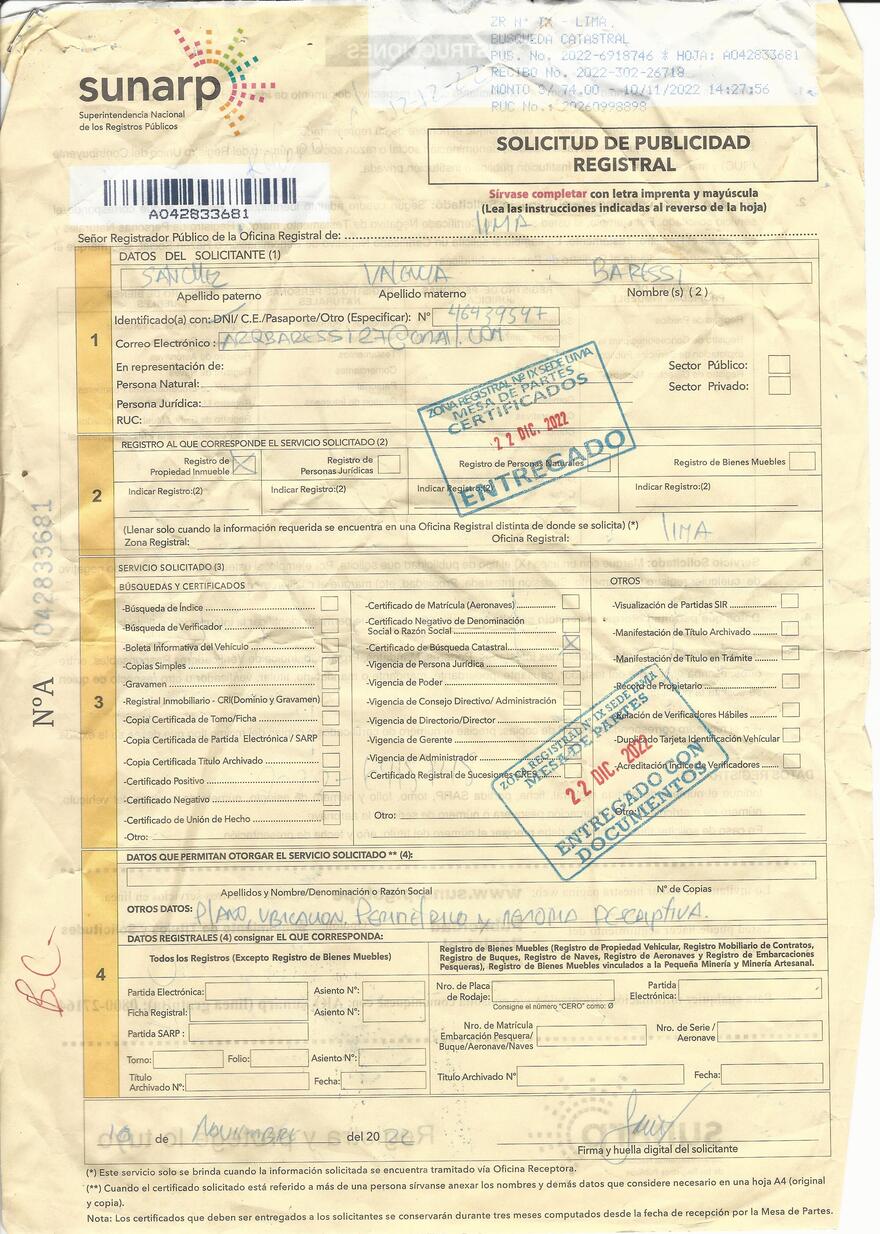 ZR N° IX - LIMA
BUSQUEDA CATASTRAL
PUB. No. 2022-6918746 * HOJA: A042833681
RECIBO No. 2022-302-26718
MONTO S/ 74.00 - 10/11/2022 14:27:56
RUC No.: 20260998898
sunarp
Superintendencia Nacional
de los Registros Públicos
SOLICITUD DE PUBLICIDAD
REGISTRAL
Sírvase completar con letra imprenta y mayúscula
(Lea las instrucciones indicadas al reverso de la hoja)
A042833681
Señor Registrador Público de la Oficina Registral de: LIMA
DATOS DEL SOLICITANTE (1)
SANCHEZ BARESSI
Apellido paterno Apellido materno Nombre (s) ( 2 )
1
Identificado(a) con: DNI/ C.E./Pasaporte/Otro (Especificar): N° 46439597
Correo Electrónico : ARQBARESSI27@GMAIL.COM
En representación de: Sector Público:
Persona Natural: Sector Privado:
Persona Jurídica:
RUC:
ZONA REGISTRAL Nº IX SEDE LIMA
MESA DE PARTES
CERTIFICADOS
22 DIC. 2022
ENTREGADO
REGISTRO AL QUE CORRESPONDE EL SERVICIO SOLICITADO (2)
2
Registro de Propiedad Inmueble Registro de Personas Jurídicas Registro de Personas Naturales Registro de Bienes Muebles
Indicar Registro:(2) Indicar Registro:(2) Indicar Registro:(2) Indicar Registro:(2)
(Llenar solo cuando la información requerida se encuentra en una Oficina Registral distinta de donde se solicita) (*)
Zona Registral: Oficina Registral: LIMA
NºA 042833681
3
SERVICIO SOLICITADO (3)
BÚSQUEDAS Y CERTIFICADOS
-Búsqueda de Índice
-Búsqueda de Verificador
-Boleta Informativa del Vehículo
-Copias Simples
-Gravamen
-Registral Inmobiliario - CRI(Dominio y Gravamen)
-Copia Certificada de Tomo/Ficha
-Copia Certificada de Partida Electrónica / SARP
-Copia Certificada Título Archivado
-Certificado Positivo
-Certificado Negativo
-Certificado de Unión de Hecho
-Otro:
-Certificado de Matrícula (Aeronaves)
-Certificado Negativo de Denominación
Social o Razón Social
-Certificado de Búsqueda Catastral
-Vigencia de Persona Jurídica
-Vigencia de Poder
-Vigencia de Consejo Directivo/ Administración
-Vigencia de Directorio/Director
-Vigencia de Gerente
-Vigencia de Administrador
-Certificado Registral de Sucesiones CRES
Otro:
OTROS
-Visualización de Partidas SIR
-Manifestación de Título Archivado
-Manifestación de Título en Trámite
-Récord de Propietario
-Relación de Verificadores Hábiles
-Duplicado Tarjeta Identificación Vehicular
-Acreditación Índice de Verificadores
Otro:
ZONA REGISTRAL Nº IX SEDE LIMA
MESA DE PARTES
22 DIC. 2022
ENTREGADO CON
DOCUMENTOS
DATOS QUE PERMITAN OTORGAR EL SERVICIO SOLICITADO ** (4):
Apellidos y Nombre/Denominación o Razón Social N° de Copias
OTROS DATOS: PLANO, UBICACION, PERIMETRICO Y MEMORIA DESCRIPTIVA.
DATOS REGISTRALES (4) consignar EL QUE CORRESPONDA:
4
Todos los Registros (Excepto Registro de Bienes Muebles)
Partida Electrónica: Asiento N°:
Ficha Registral: Asiento N°:
Partida SARP :
Tomo: Folio: Asiento N°:
Título
Archivado N°: Fecha:
Registro de Bienes Muebles (Registro de Propiedad Vehicular, Registro Mobiliario de Contratos,
Registro de Buques, Registro de Naves, Registro de Aeronaves y Registro de Embarcaciones
Pesqueras), Registro de Bienes Muebles vinculados a la Pequeña Minería y Minería Artesanal.
Nro. de Placa
de Rodaje: Partida
Electrónica:
Consigne el número "CERO" como: Ø
Nro. de Matrícula
Embarcación Pesquera/
Buque/Aeronave/Naves Nro. de Serie /
Aeronave
Título Archivado N° Fecha:
10 de NOVIEMBRE del 20 22
Firma y huella digital del solicitante
(*) Este servicio solo se brinda cuando la información solicitada se encuentra tramitado vía Oficina Receptora.
(**) Cuando el certificado solicitado está referido a más de una persona sírvanse anexar los nombres y demás datos que considere necesario en una hoja A4 (original
y copia).
Nota: Los certificados que deben ser entregados a los solicitantes se conservarán durante tres meses computados desde la fecha de recepción por la Mesa de Partes.